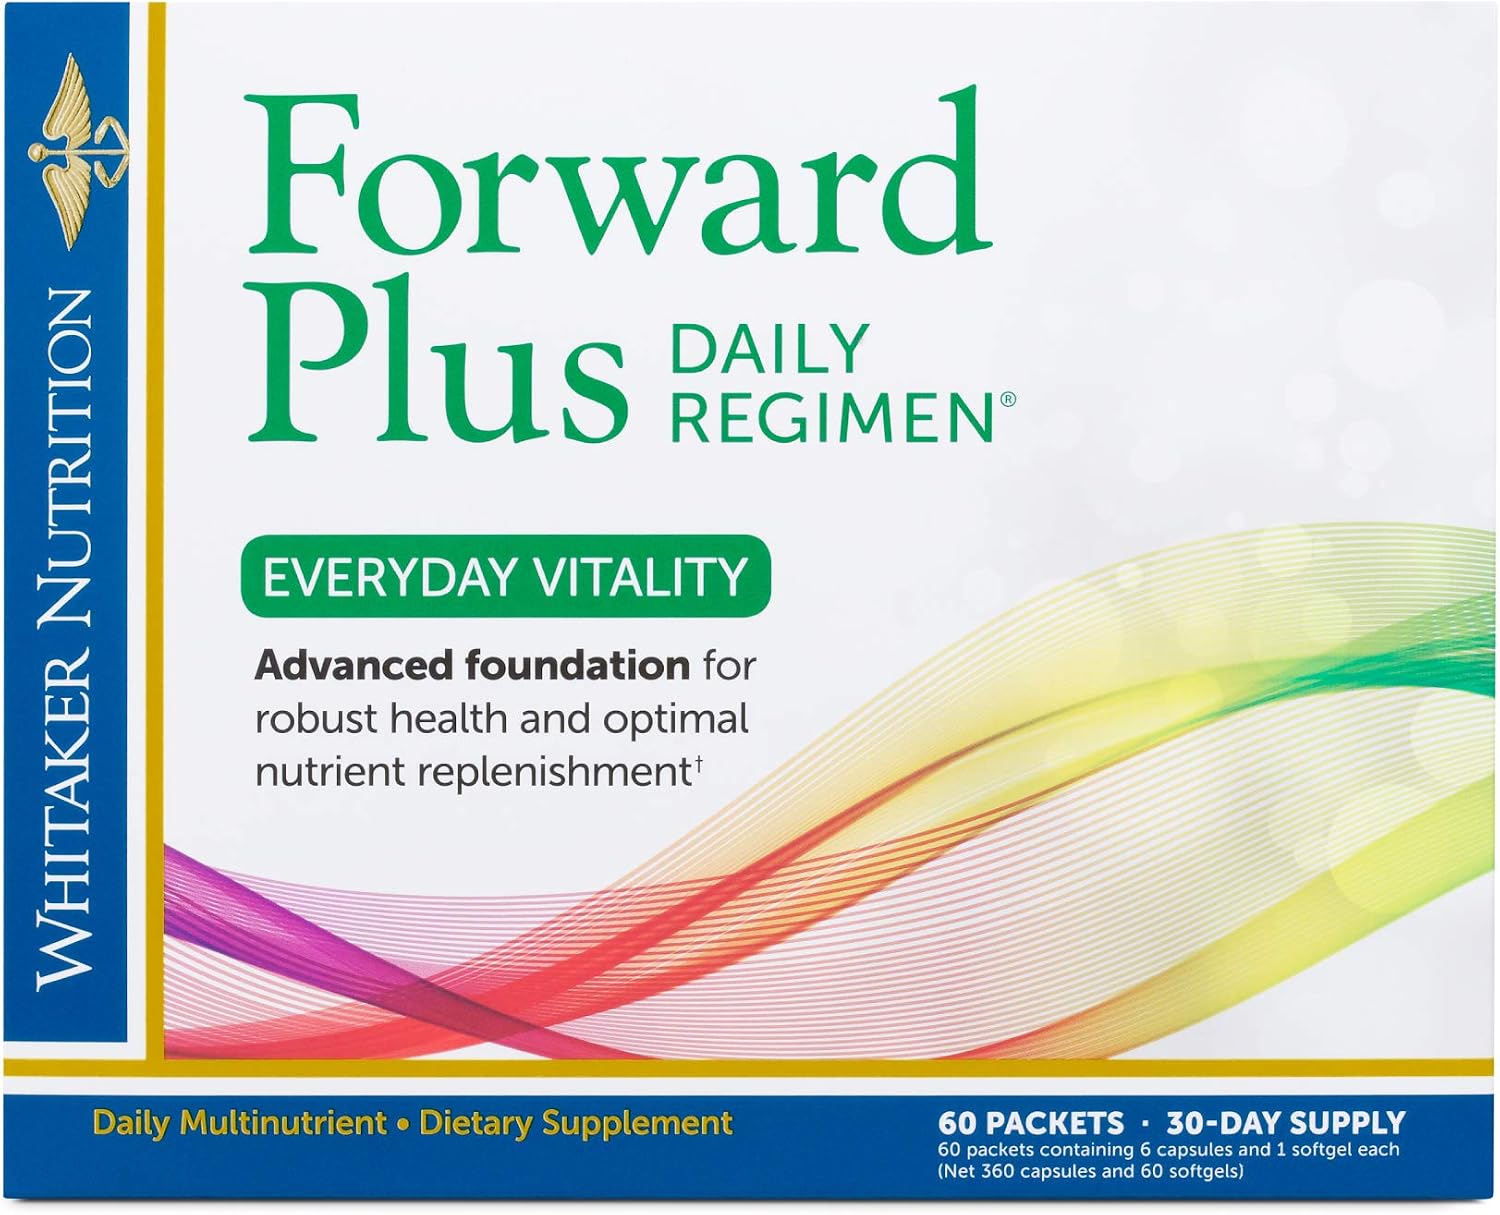 WHITAKER NUTRITION
Forward
Plus DAILY
REGIMEN®
EVERYDAY VITALITY
Advanced foundation for
robust health and optimal
nutrient replenishment†
Daily Multinutrient • Dietary Supplement
60 PACKETS · 30-DAY SUPPLY
60 packets containing 6 capsules and 1 softgel each
(Net 360 capsules and 60 softgels)